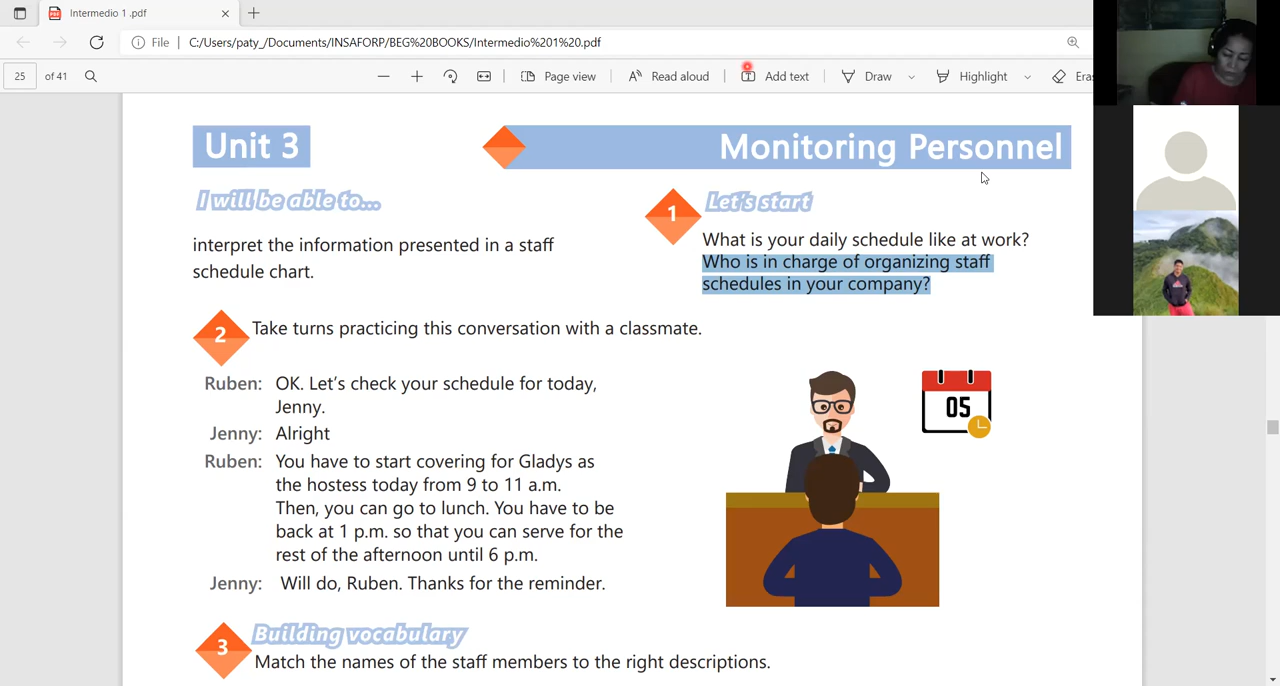 Intermedio 1 .pdf
File
C:/Users/paty_/Documents/INSAFORP/BEG%20BOOKS/Intermedio%201%20.pdf
25 of 41
Page view
Read aloud
Add text
Draw
Highlight
Eras
Unit 3
Monitoring Personnel
I will be able to...
interpret the information presented in a staff
schedule chart.
1 Let's start
What is your daily schedule like at work?
Who is in charge of organizing staff
schedules in your company?
2 Take turns practicing this conversation with a classmate.
Ruben: OK. Let's check your schedule for today,
Jenny.
Jenny: Alright
Ruben: You have to start covering for Gladys as
the hostess today from 9 to 11 a.m.
Then, you can go to lunch. You have to be
back at 1 p.m. so that you can serve for the
rest of the afternoon until 6 p.m.
Jenny: Will do, Ruben. Thanks for the reminder.
05
3 Building vocabulary
Match the names of the staff members to the right descriptions.